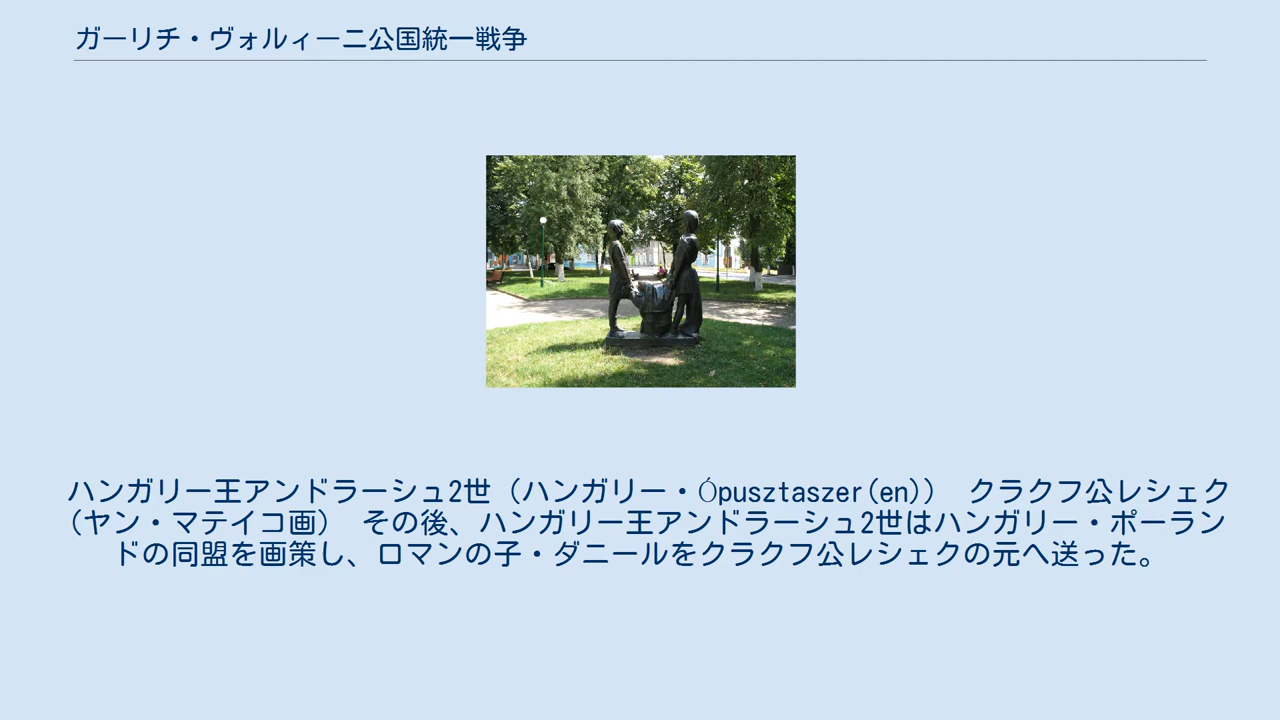 ガーリチ・ヴォルィーニ公国統一戦争
ハンガリー王アンドラーシュ2世（ハンガリー・Ópusztaszer(en)） クラクフ公レシェク
(ヤン・マテイコ画） その後、ハンガリー王アンドラーシュ2世はハンガリー・ポーラン
ドの同盟を画策し、ロマンの子・ダニールをクラクフ公レシェクの元へ送った。